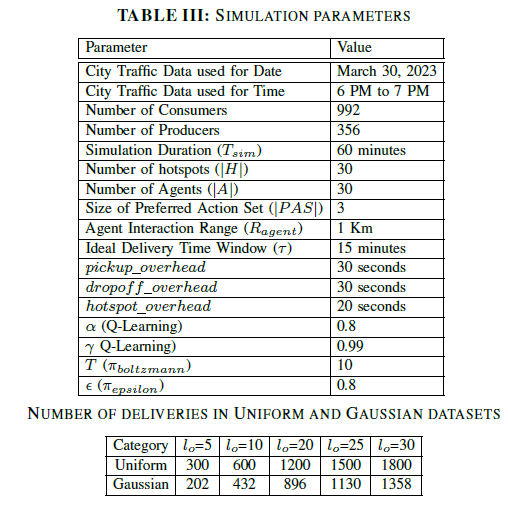 TABLE III: SIMULATION PARAMETERS
Parameter Value
City Traffic Data used for Date March 30, 2023
City Traffic Data used for Time 6 PM to 7 PM
Number of Consumers 992
Number of Producers 356
Simulation Duration (T_sim) 60 minutes
Number of hotspots (|H|) 30
Number of Agents (|A|) 30
Size of Preferred Action Set (|PAS|) 3
Agent Interaction Range (R_agent) 1 Km
Ideal Delivery Time Window (τ) 15 minutes
pickup_overhead 30 seconds
dropoff_overhead 30 seconds
hotspot_overhead 20 seconds
α (Q-Learning) 0.8
γ Q-Learning) 0.99
T (π_boltzmann) 10
ϵ (π_epsilon) 0.8
NUMBER OF DELIVERIES IN UNIFORM AND GAUSSIAN DATASETS
Category l_o=5 l_o=10 l_o=20 l_o=25 l_o=30
Uniform 300 600 1200 1500 1800
Gaussian 202 432 896 1130 1358